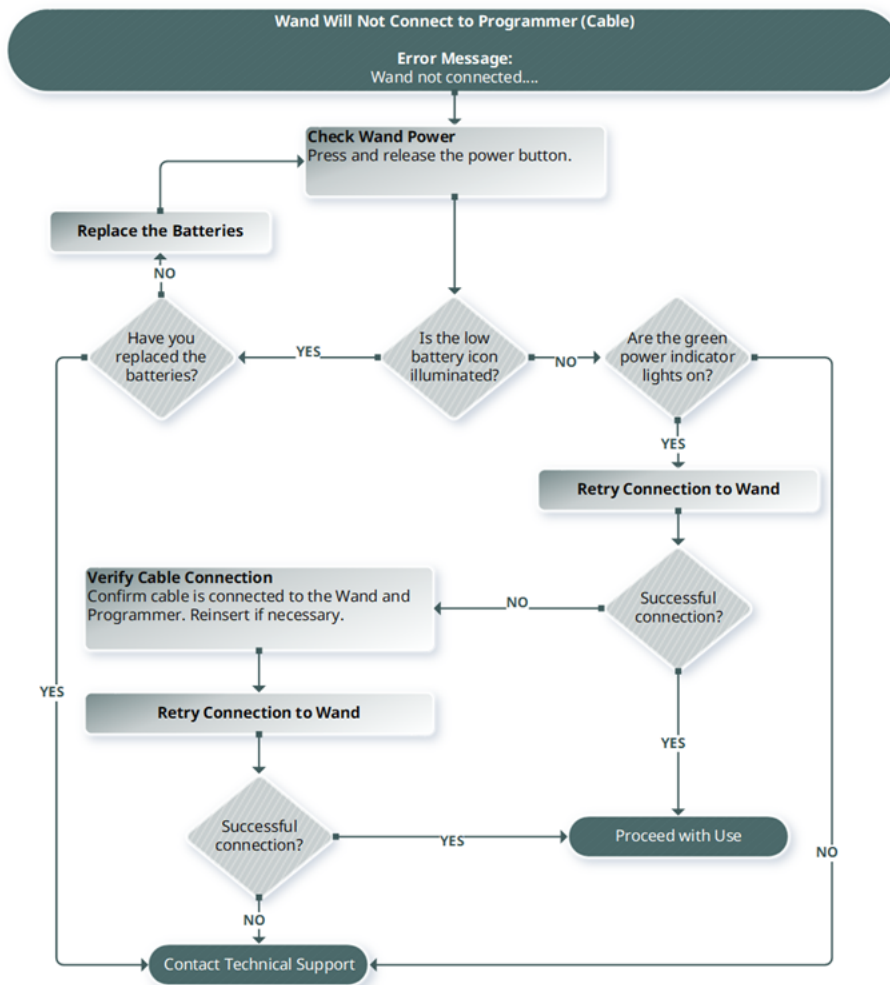 Wand Will Not Connect to Programmer (Cable)
Error Message:
Wand not connected....
Check Wand Power
Press and release the power button.
Replace the Batteries
NO
Have you
replaced the
batteries?
YES
Is the low
battery icon
illuminated?
NO
Are the green
power indicator
lights on?
YES
Retry Connection to Wand
Successful
connection?
NO
Verify Cable Connection
Confirm cable is connected to the Wand and
Programmer. Reinsert if necessary.
YES
Retry Connection to Wand
YES
Successful
connection?
YES
Proceed with Use
NO
NO
Contact Technical Support